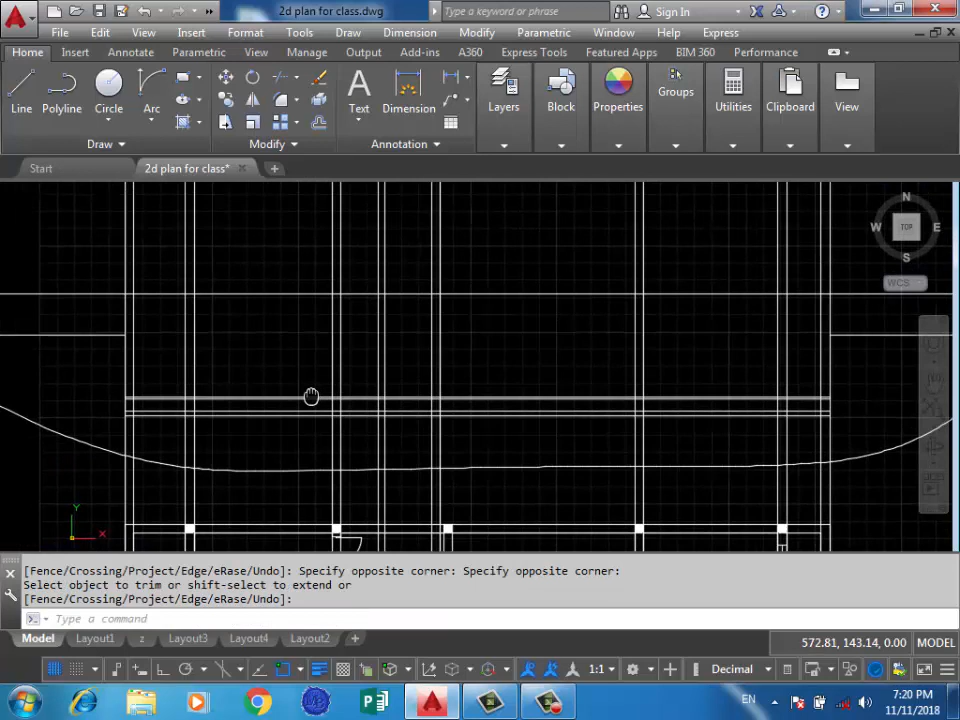 2d plan for class.dwg Type a keyword or phrase Sign In
File Edit View Insert Format Tools Draw Dimension Modify Parametric Window Help Express
Home Insert Annotate Parametric View Manage Output Add-ins A360 Express Tools Featured Apps BIM 360 Performance
Line Polyline Circle Arc Text Dimension Layers Block Properties Groups Utilities Clipboard View
Draw Modify Annotation
Start 2d plan for class*
N
W TOP E
S
WCS
Y
X
[Fence/Crossing/Project/Edge/eRase/Undo]: Specify opposite corner: Specify opposite corner:
Select object to trim or shift-select to extend or
[Fence/Crossing/Project/Edge/eRase/Undo]:
Type a command
Model Layout1 z Layout3 Layout4 Layout2
572.81, 143.14, 0.00 MODEL
1:1 Decimal
EN 7:20 PM
11/11/2018